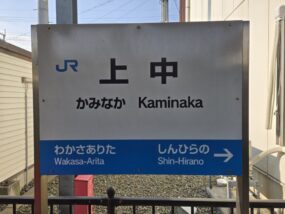 JR 上中
かみなか Kaminaka
わかさありた しんひらの
Wakasa-Arita Shin-Hirano →